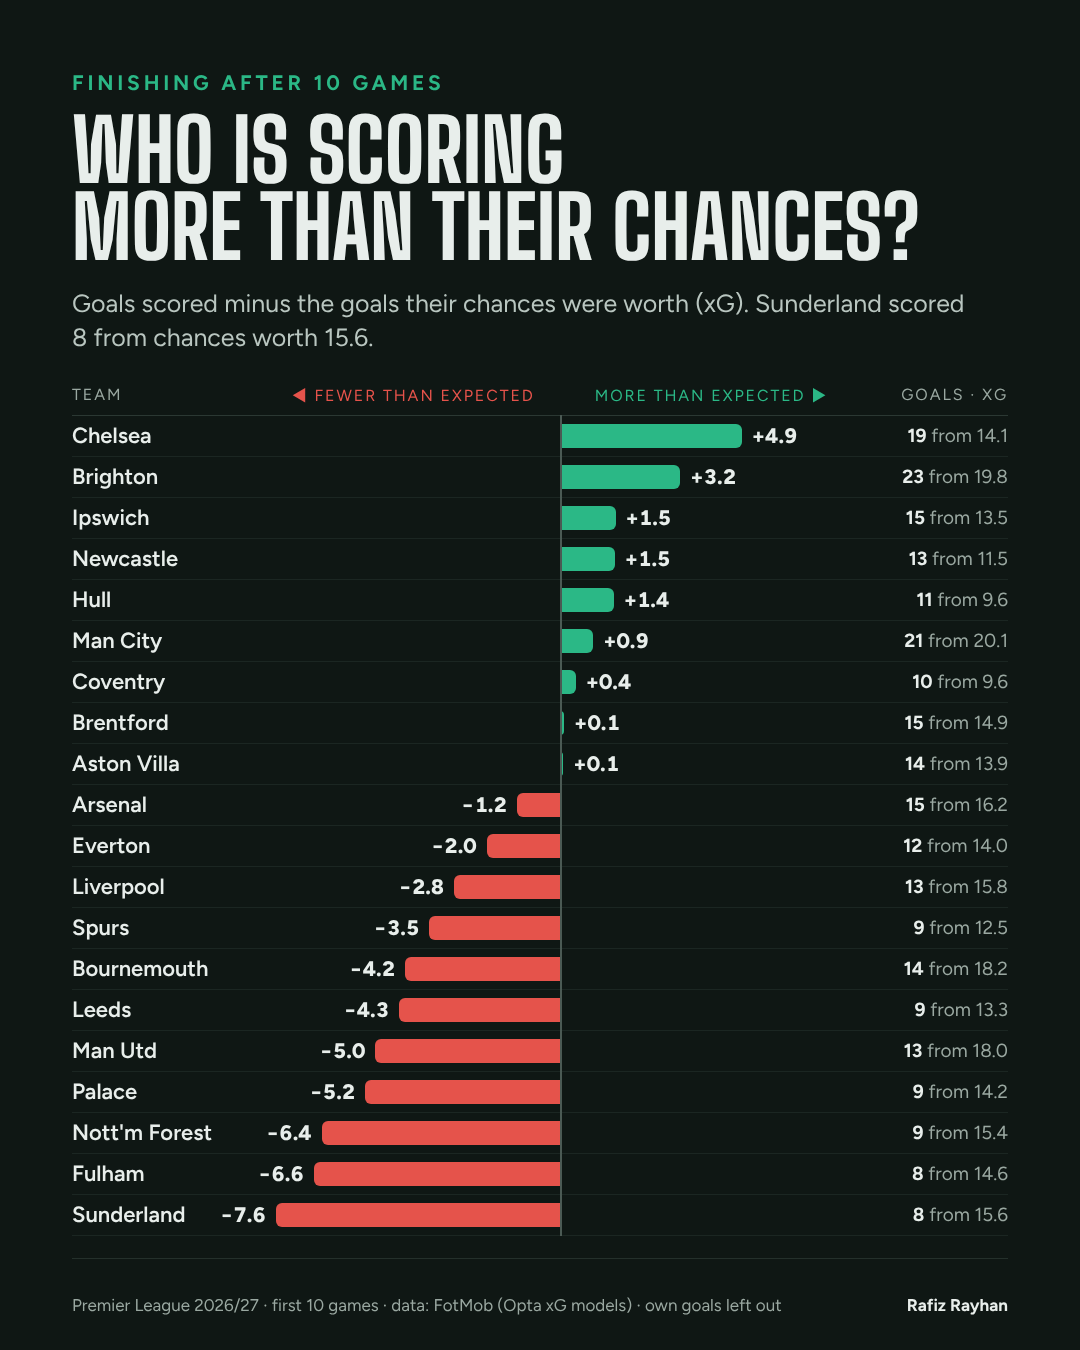 FINISHING AFTER 10 GAMES
WHO IS SCORING
MORE THAN THEIR CHANCES?
Goals scored minus the goals their chances were worth (xG). Sunderland scored
8 from chances worth 15.6.
TEAM ◀ FEWER THAN EXPECTED MORE THAN EXPECTED ▶ GOALS · XG
Chelsea +4.9 19 from 14.1
Brighton +3.2 23 from 19.8
Ipswich +1.5 15 from 13.5
Newcastle +1.5 13 from 11.5
Hull +1.4 11 from 9.6
Man City +0.9 21 from 20.1
Coventry +0.4 10 from 9.6
Brentford +0.1 15 from 14.9
Aston Villa +0.1 14 from 13.9
Arsenal −1.2 15 from 16.2
Everton −2.0 12 from 14.0
Liverpool −2.8 13 from 15.8
Spurs −3.5 9 from 12.5
Bournemouth −4.2 14 from 18.2
Leeds −4.3 9 from 13.3
Man Utd −5.0 13 from 18.0
Palace −5.2 9 from 14.2
Nott'm Forest −6.4 9 from 15.4
Fulham −6.6 8 from 14.6
Sunderland −7.6 8 from 15.6
Premier League 2026/27 · first 10 games · data: FotMob (Opta xG models) · own goals left out Rafiz Rayhan